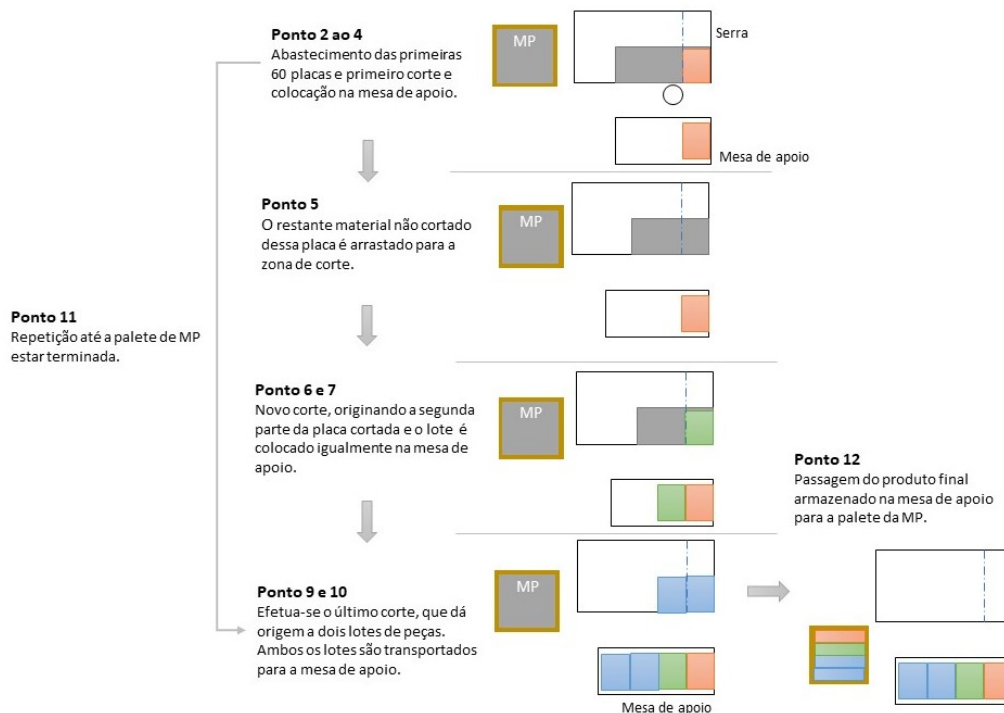 Ponto 2 ao 4
Abastecimento das primeiras
60 placas e primeiro corte e
colocação na mesa de apoio.
MP
Serra
Mesa de apoio
Ponto 5
O restante material não cortado
dessa placa é arrastado para a
zona de corte.
MP
Ponto 11
Repetição até a palete de MP
estar terminada.
Ponto 6 e 7
Novo corte, originando a segunda
parte da placa cortada e o lote é
colocado igualmente na mesa de
apoio.
MP
Ponto 12
Passagem do produto final
armazenado na mesa de apoio
para a palete da MP.
Ponto 9 e 10
Efetua-se o último corte, que dá
origem a dois lotes de peças.
Ambos os lotes são transportados
para a mesa de apoio.
MP
Mesa de apoio